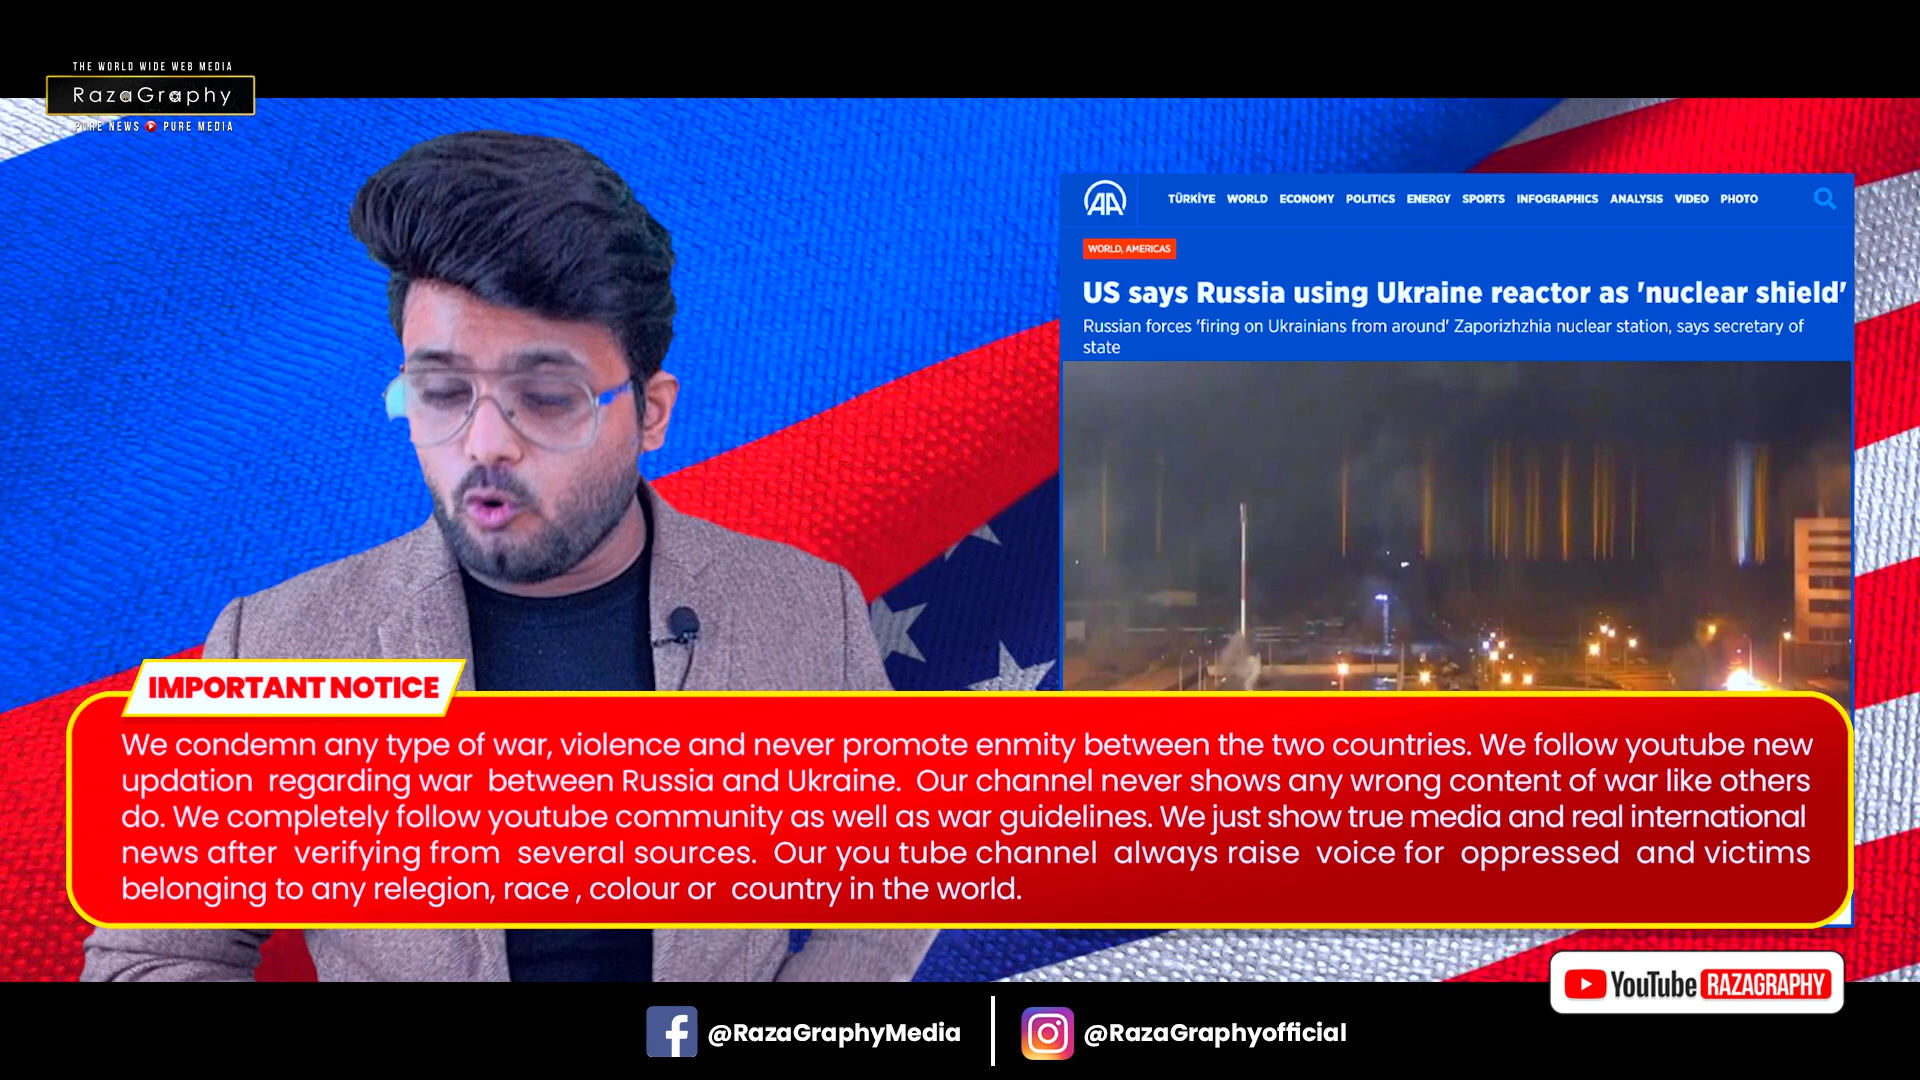 THE WORLD WIDE WEB MEDIA
RazaGraphy
PURE NEWS PURE MEDIA
AA
TÜRKİYE WORLD ECONOMY POLITICS ENERGY SPORTS INFOGRAPHICS ANALYSIS VIDEO PHOTO
WORLD, AMERICAS
US says Russia using Ukraine reactor as 'nuclear shield'
Russian forces 'firing on Ukrainians from around' Zaporizhzhia nuclear station, says secretary of
state
IMPORTANT NOTICE
We condemn any type of war, violence and never promote enmity between the two countries. We follow youtube new
updation regarding war between Russia and Ukraine. Our channel never shows any wrong content of war like others
do. We completely follow youtube community as well as war guidelines. We just show true media and real international
news after verifying from several sources. Our you tube channel always raise voice for oppressed and victims
belonging to any relegion, race , colour or country in the world.
YouTube RAZAGRAPHY
@RazaGraphyMedia
@RazaGraphyofficial